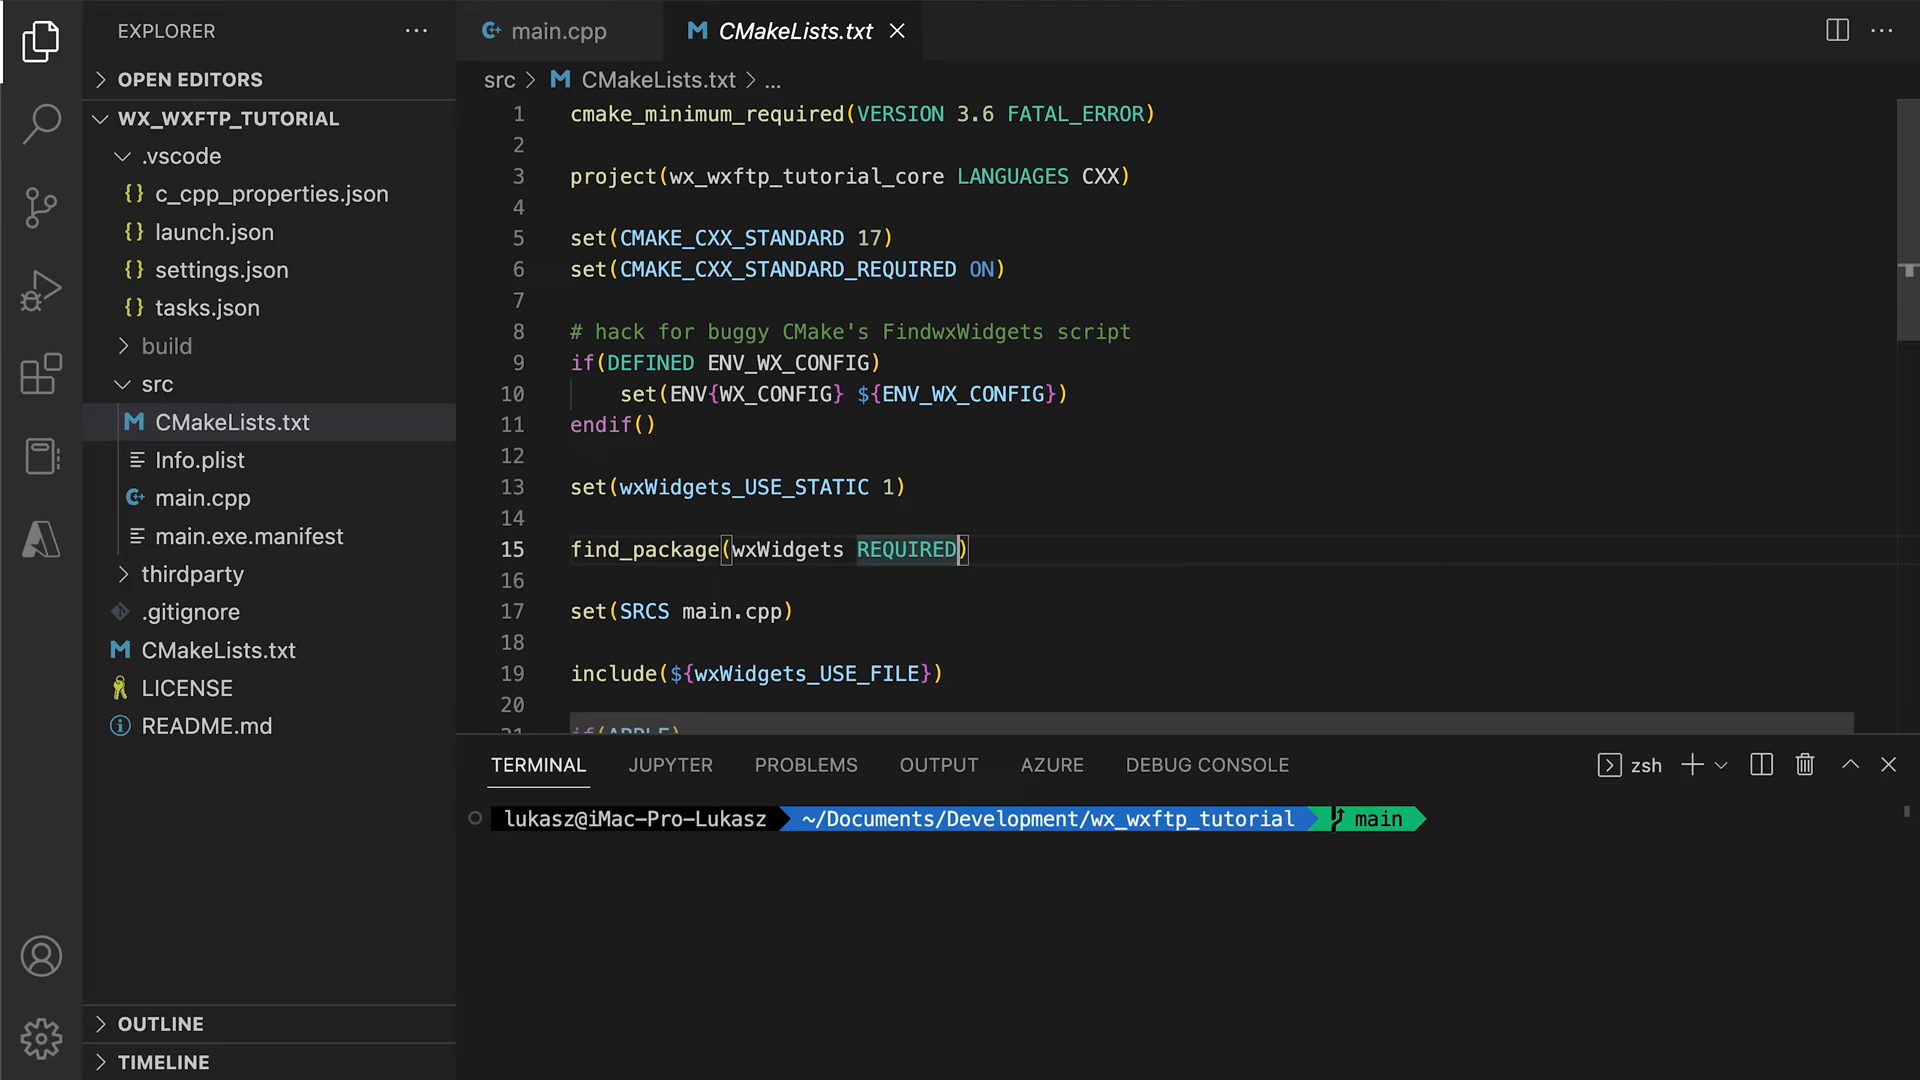 EXPLORER
OPEN EDITORS
WX_WXFTP_TUTORIAL
.vscode
{} c_cpp_properties.json
{} launch.json
{} settings.json
{} tasks.json
build
src
M CMakeLists.txt
Info.plist
main.cpp
main.exe.manifest
thirdparty
.gitignore
M CMakeLists.txt
LICENSE
README.md
OUTLINE
TIMELINE
main.cpp
M CMakeLists.txt
src > M CMakeLists.txt > ...
1 cmake_minimum_required(VERSION 3.6 FATAL_ERROR)
2
3 project(wx_wxftp_tutorial_core LANGUAGES CXX)
4
5 set(CMAKE_CXX_STANDARD 17)
6 set(CMAKE_CXX_STANDARD_REQUIRED ON)
7
8 # hack for buggy CMake's FindwxWidgets script
9 if(DEFINED ENV_WX_CONFIG)
10 set(ENV{WX_CONFIG} ${ENV_WX_CONFIG})
11 endif()
12
13 set(wxWidgets_USE_STATIC 1)
14
15 find_package(wxWidgets REQUIRED)
16
17 set(SRCS main.cpp)
18
19 include(${wxWidgets_USE_FILE})
20
21 if(APPLE)
TERMINAL JUPYTER PROBLEMS OUTPUT AZURE DEBUG CONSOLE
zsh
lukasz@iMac-Pro-Lukasz ~/Documents/Development/wx_wxftp_tutorial main